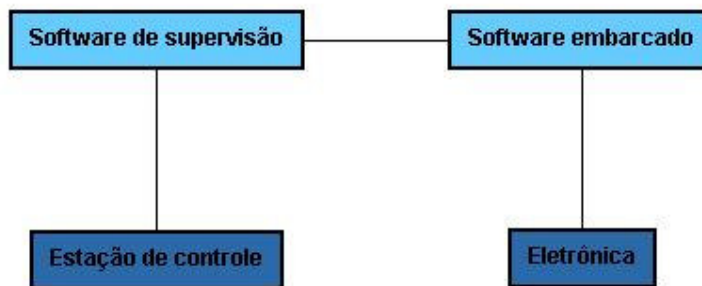 Software de supervisão
Software embarcado
Estação de controle
Eletrônica